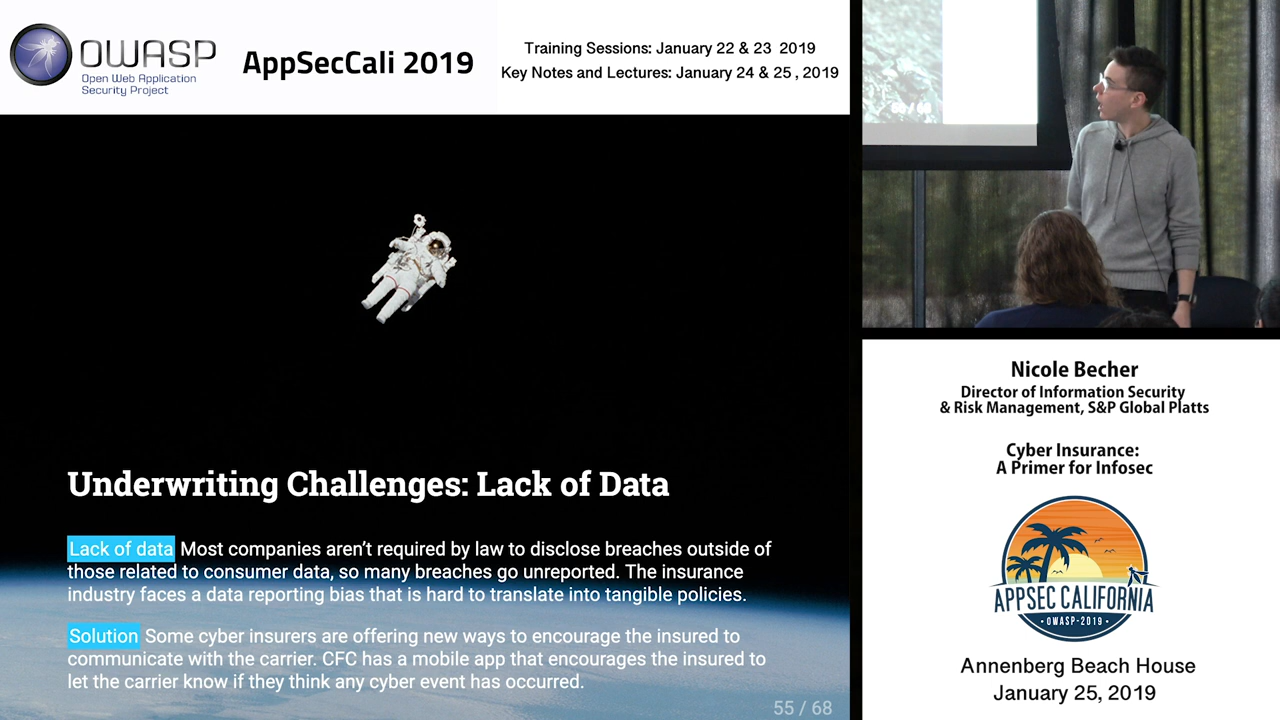 OWASP
Open Web Application
Security Project
AppSecCali 2019
Training Sessions: January 22 & 23 2019
Key Notes and Lectures: January 24 & 25 , 2019
55 / 68
Underwriting Challenges: Lack of Data
Lack of data Most companies aren't required by law to disclose breaches outside of
those related to consumer data, so many breaches go unreported. The insurance
industry faces a data reporting bias that is hard to translate into tangible policies.
Solution Some cyber insurers are offering new ways to encourage the insured to
communicate with the carrier. CFC has a mobile app that encourages the insured to
let the carrier know if they think any cyber event has occurred.
55 / 68
Nicole Becher
Director of Information Security
& Risk Management, S&P Global Platts
Cyber Insurance:
A Primer for Infosec
APPSEC CALIFORNIA
• OWASP-2019 •
Annenberg Beach House
January 25, 2019